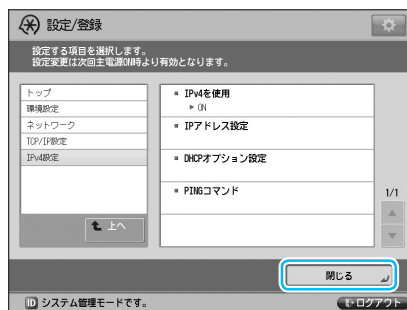 設定/登録
設定する項目を選択します。
設定変更は次回主電源ON時より有効となります。
トップ
環境設定
ネットワーク
TCP/IP設定
IPv4設定
上へ
IPv4を使用
▶ ON
IPアドレス設定
DHCPオプション設定
PINGコマンド
1/1
閉じる
ID システム管理モードです。
ログアウト